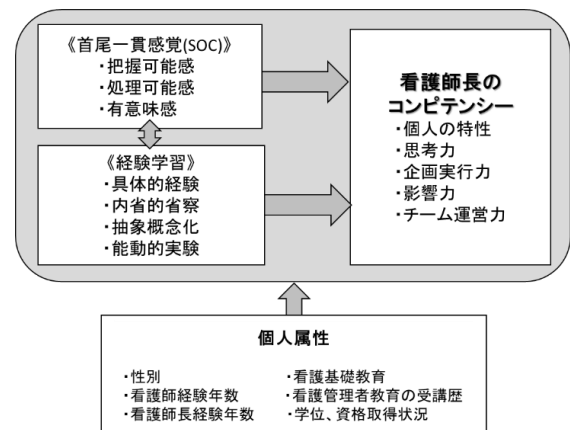 《首尾一貫感覚(SOC)》
・把握可能感
・処理可能感
・有意味感
《経験学習》
・具体的経験
・内省的省察
・抽象概念化
・能動的実験
看護師長の
コンピテンシー
・個人の特性
・思考力
・企画実行力
・影響力
・チーム運営力
個人属性
・性別
・看護師経験年数
・看護師長経験年数
・看護基礎教育
・看護管理者教育の受講歴
・学位、資格取得状況